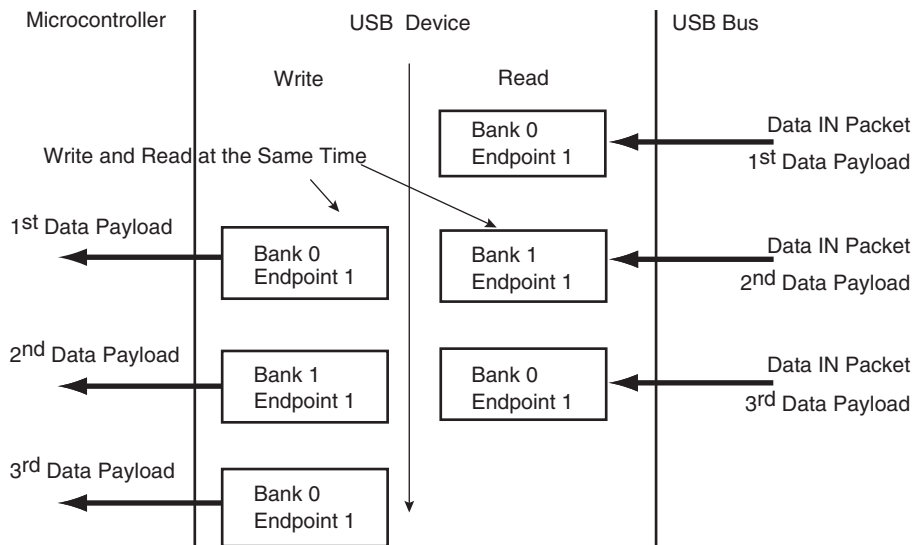 Microcontroller
USB Device
USB Bus
Write
Read
Bank 0
Endpoint 1
Data IN Packet
1st Data Payload
Write and Read at the Same Time
1st Data Payload
Bank 0
Endpoint 1
Bank 1
Endpoint 1
Data IN Packet
2nd Data Payload
2nd Data Payload
Bank 1
Endpoint 1
Bank 0
Endpoint 1
Data IN Packet
3rd Data Payload
3rd Data Payload
Bank 0
Endpoint 1